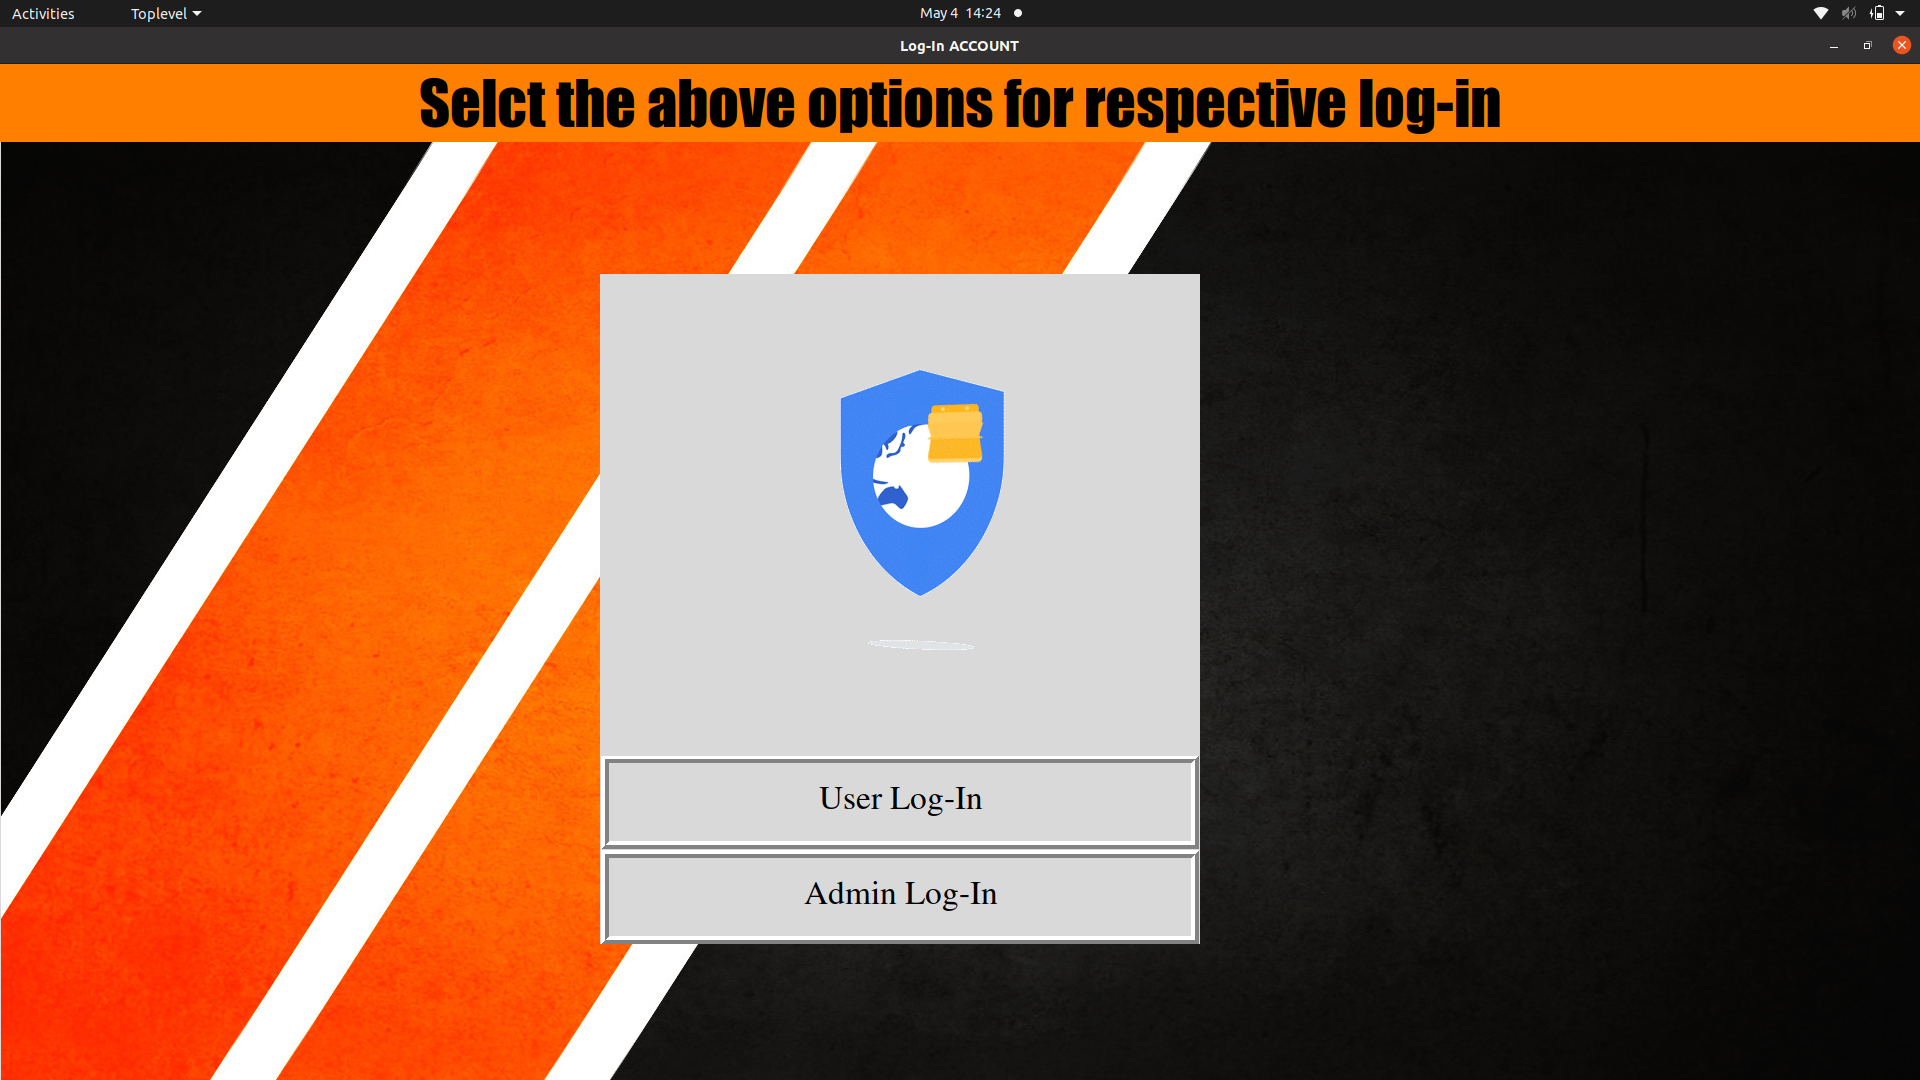 Activities
Toplevel
May 4 14:24
Log-In ACCOUNT
Selct the above options for respective log-in
User Log-In
Admin Log-In